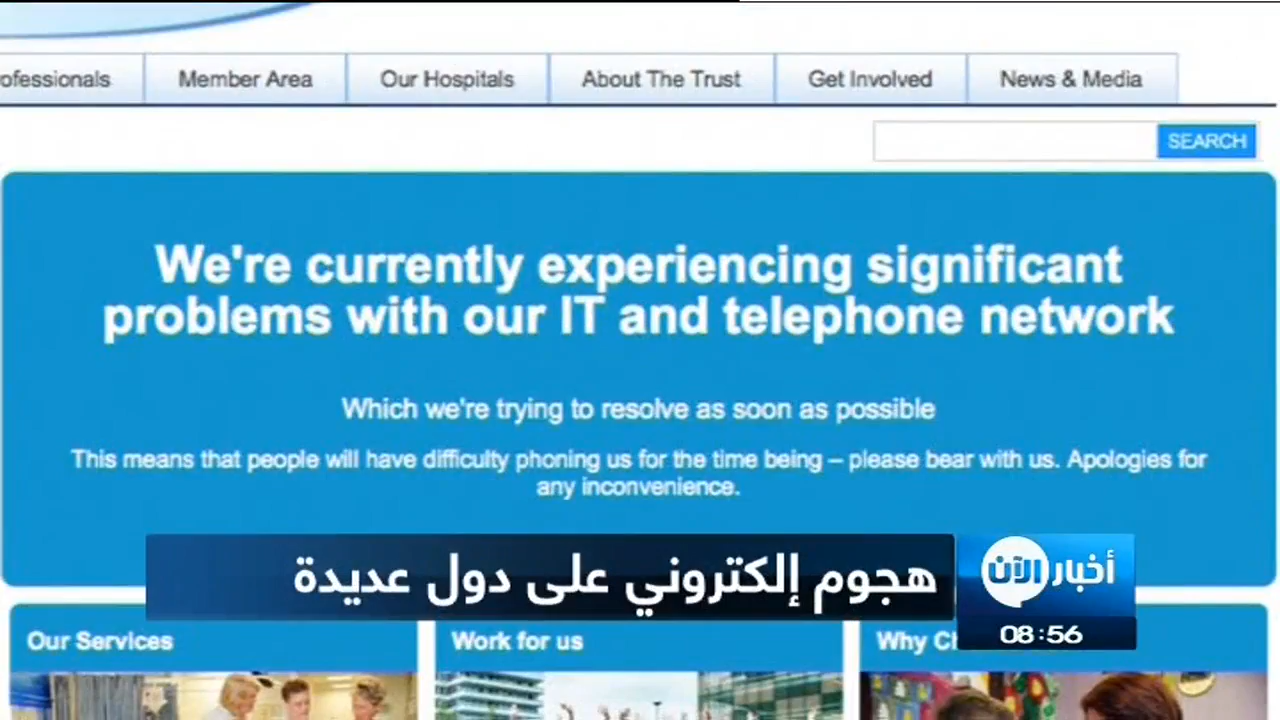 ofessionals
Member Area
Our Hospitals
About The Trust
Get Involved
News & Media
SEARCH
We're currently experiencing significant
problems with our IT and telephone network
Which we're trying to resolve as soon as possible
This means that people will have difficulty phoning us for the time being – please bear with us. Apologies for
any inconvenience.
هجوم إلكتروني على دول عديدة
أخبار الآن
08:56
Our Services
Work for us
Why